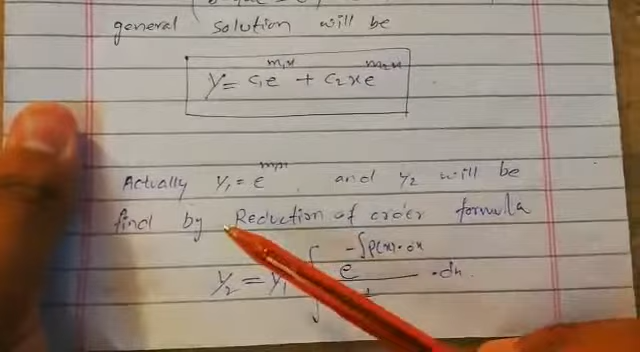 general solution will be
y = c₁e^{m₁x} + c₂xe^{m₂x}
Actually y₁ = e^{m₁x} and y₂ will be
find by Reduction of order formula
y₂ = y₁ ∫ e^{-∫p(x)·dx} ·dx